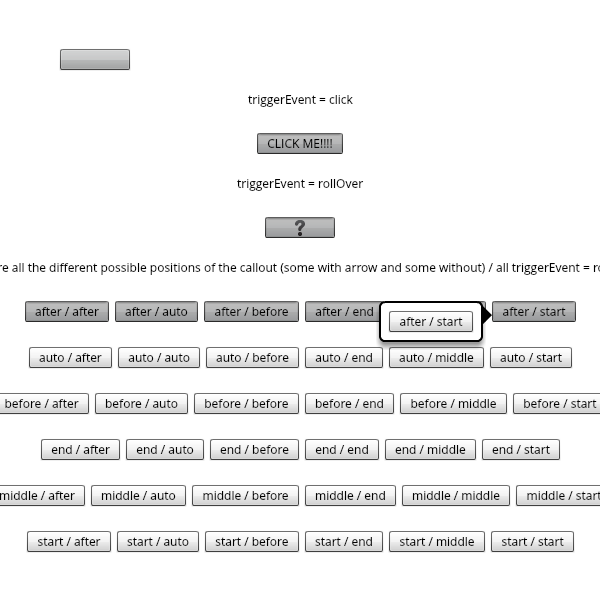 triggerEvent = click
CLICK ME!!!!
triggerEvent = rollOver
?
all the different possible positions of the callout (some with arrow and some without) / all triggerEvent =
after / after after / auto after / before after / end after / start after / start
auto / after auto / auto auto / before auto / end auto / middle auto / start
before / after before / auto before / before before / end before / middle before / start
end / after end / auto end / before end / end end / middle end / start
middle / after middle / auto middle / before middle / end middle / middle middle / start
start / after start / auto start / before start / end start / middle start / start